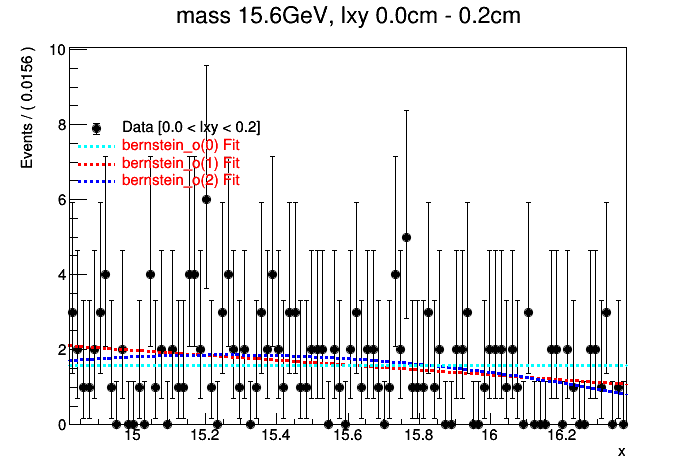 mass 15.6GeV, lxy 0.0cm - 0.2cm
Events / ( 0.0156 )
10
8
6
4
2
0
Data [0.0 < lxy < 0.2]
bernstein_o(0) Fit
bernstein_o(1) Fit
bernstein_o(2) Fit
15 15.2 15.4 15.6 15.8 16 16.2
x